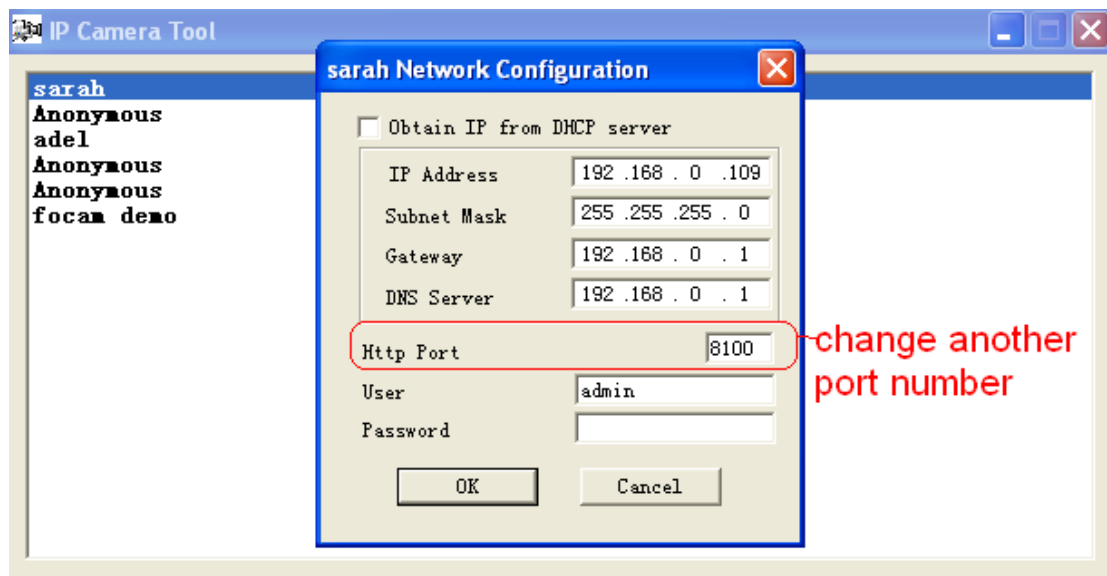 IP Camera Tool
sarah
Anonymous
adel
Anonymous
Anonymous
focam demo
sarah Network Configuration
Obtain IP from DHCP server
IP Address 192 .168 . 0 .109
Subnet Mask 255 .255 .255 . 0
Gateway 192 .168 . 0 . 1
DNS Server 192 .168 . 0 . 1
Http Port 8100
User admin
Password
OK Cancel
change another
port number